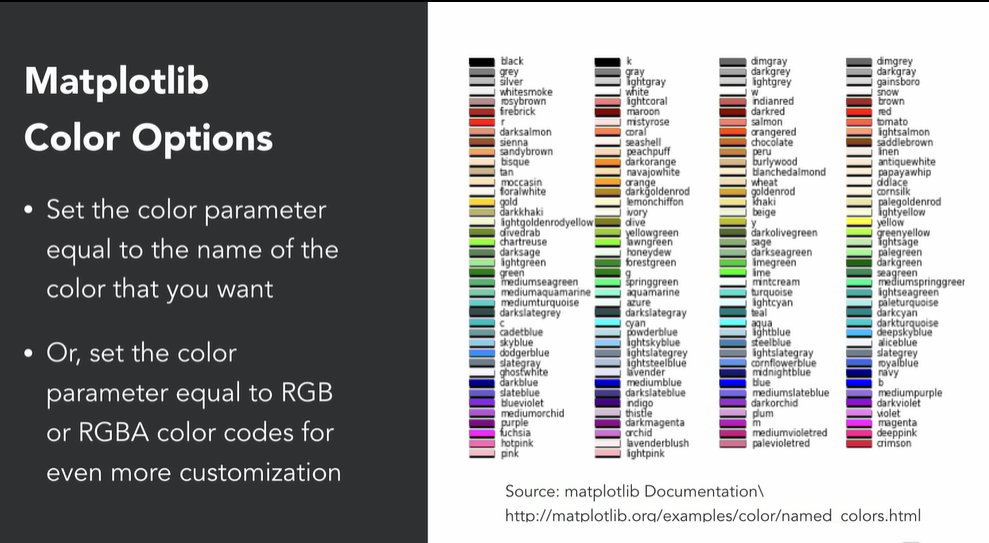 Matplotlib
Color Options
• Set the color parameter
equal to the name of the
color that you want
• Or, set the color
parameter equal to RGB
or RGBA color codes for
even more customization
black k dimgray dimgrey
grey gray darkgrey darkgray
silver lightgray lightgrey gainsboro
whitesmoke white w snow
rosybrown lightcoral indianred brown
firebrick maroon darkred red
r mistyrose salmon tomato
darksalmon coral orangered lightsalmon
sienna seashell chocolate saddlebrown
sandybrown peachpuff peru linen
bisque darkorange burlywood antiquewhite
tan navajowhite blanchedalmond papayawhip
moccasin orange wheat oldlace
floralwhite darkgoldenrod goldenrod cornsilk
gold lemonchiffon khaki palegoldenrod
darkkhaki ivory beige lightyellow
lightgoldenrodyellow olive y yellow
olivedrab yellowgreen darkolivegreen greenyellow
chartreuse lawngreen sage lightsage
darksage honeydew darkseagreen palegreen
lightgreen forestgreen limegreen darkgreen
green g lime seagreen
mediumseagreen springgreen mintcream mediumspringgreen
mediumaquamarine aquamarine turquoise lightseagreen
mediumturquoise azure lightcyan paleturquoise
darkslategrey darkslategray teal darkcyan
c cyan aqua darkturquoise
cadetblue powderblue lightblue deepskyblue
skyblue lightskyblue steelblue aliceblue
dodgerblue lightslategrey lightslategray slategrey
slategray lightsteelblue cornflowerblue royalblue
ghostwhite lavender midnightblue navy
darkblue mediumblue blue b
slateblue darkslateblue mediumslateblue mediumpurple
blueviolet indigo darkorchid darkviolet
mediumorchid thistle plum violet
purple darkmagenta m magenta
fuchsia orchid mediumvioletred deeppink
hotpink lavenderblush palevioletred crimson
pink lightpink
Source: matplotlib Documentation\
http://matplotlib.org/examples/color/named_colors.html